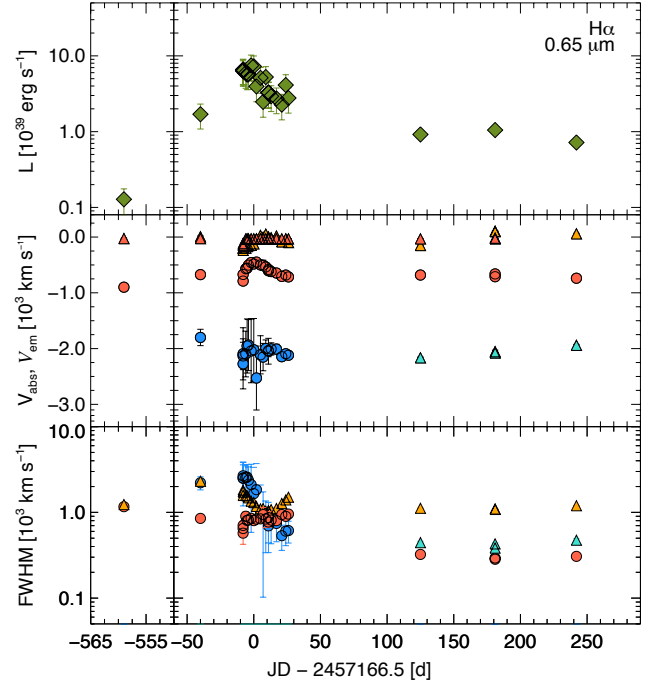 Hα
0.65 μm
L [10³⁹ erg s⁻¹]
10.0
1.0
0.1
V_abs, V_em [10³ km s⁻¹]
0.0
−1.0
−2.0
−3.0
FWHM [10³ km s⁻¹]
10.0
1.0
0.1
−565 −555 −50 0 50 100 150 200 250
JD − 2457166.5 [d]